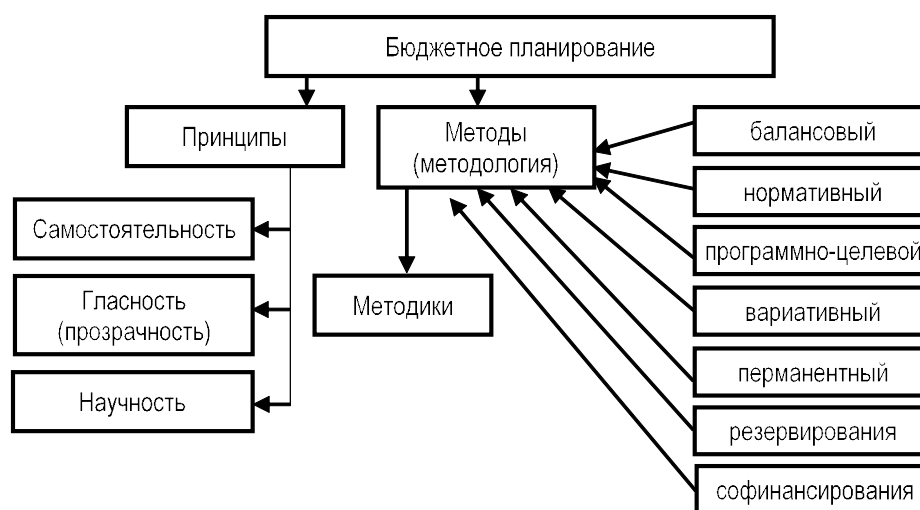 Бюджетное планирование
Принципы
Методы
(методология)
балансовый
нормативный
программно-целевой
вариативный
перманентный
резервирования
софинансирования
Самостоятельность
Гласность
(прозрачность)
Научность
Методики